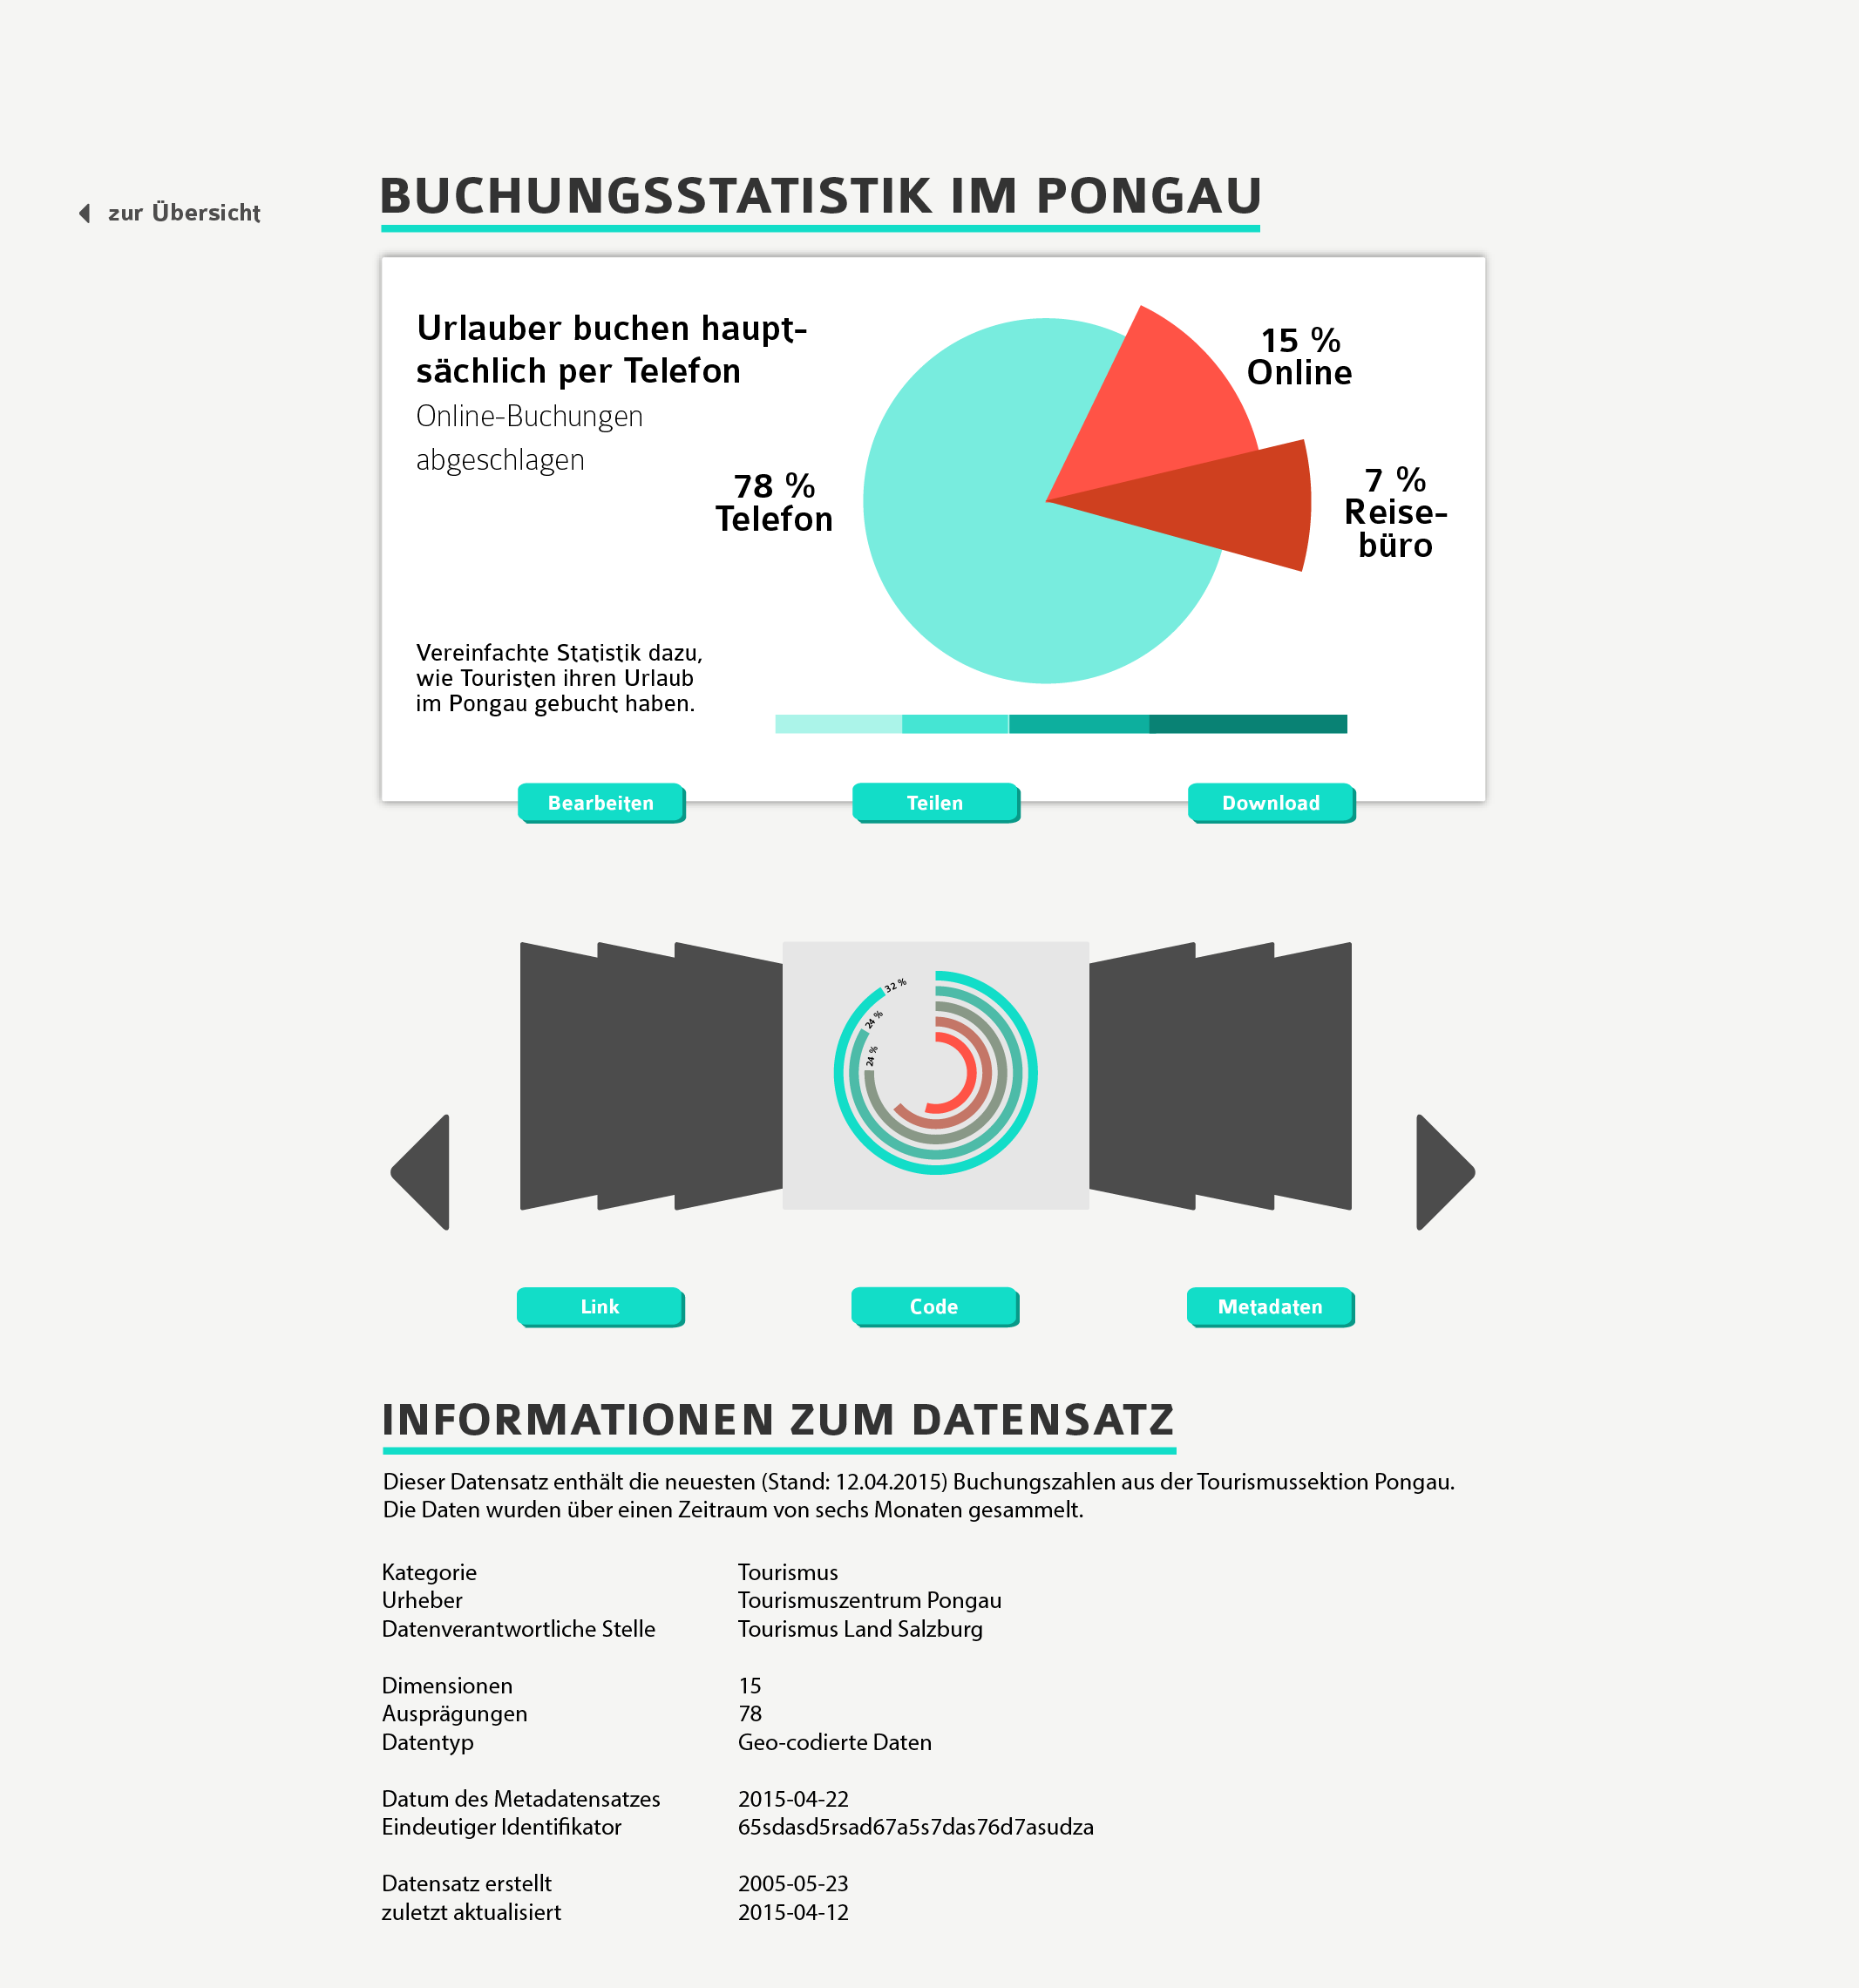 zur Übersicht
BUCHUNGSSTATISTIK IM PONGAU
Urlauber buchen haupt-
sächlich per Telefon
Online-Buchungen
abgeschlagen
15 %
Online
78 %
Telefon
7 %
Reise-
büro
Vereinfachte Statistik dazu,
wie Touristen ihren Urlaub
im Pongau gebucht haben.
Bearbeiten
Teilen
Download
32 %
24 %
24 %
Link
Code
Metadaten
INFORMATIONEN ZUM DATENSATZ
Dieser Datensatz enthält die neuesten (Stand: 12.04.2015) Buchungszahlen aus der Tourismussektion Pongau.
Die Daten wurden über einen Zeitraum von sechs Monaten gesammelt.
Kategorie Tourismus
Urheber Tourismuszentrum Pongau
Datenverantwortliche Stelle Tourismus Land Salzburg
Dimensionen 15
Ausprägungen 78
Datentyp Geo-codierte Daten
Datum des Metadatensatzes 2015-04-22
Eindeutiger Identifikator 65sdasd5rsad67a5s7das76d7asudza
Datensatz erstellt 2005-05-23
zuletzt aktualisiert 2015-04-12